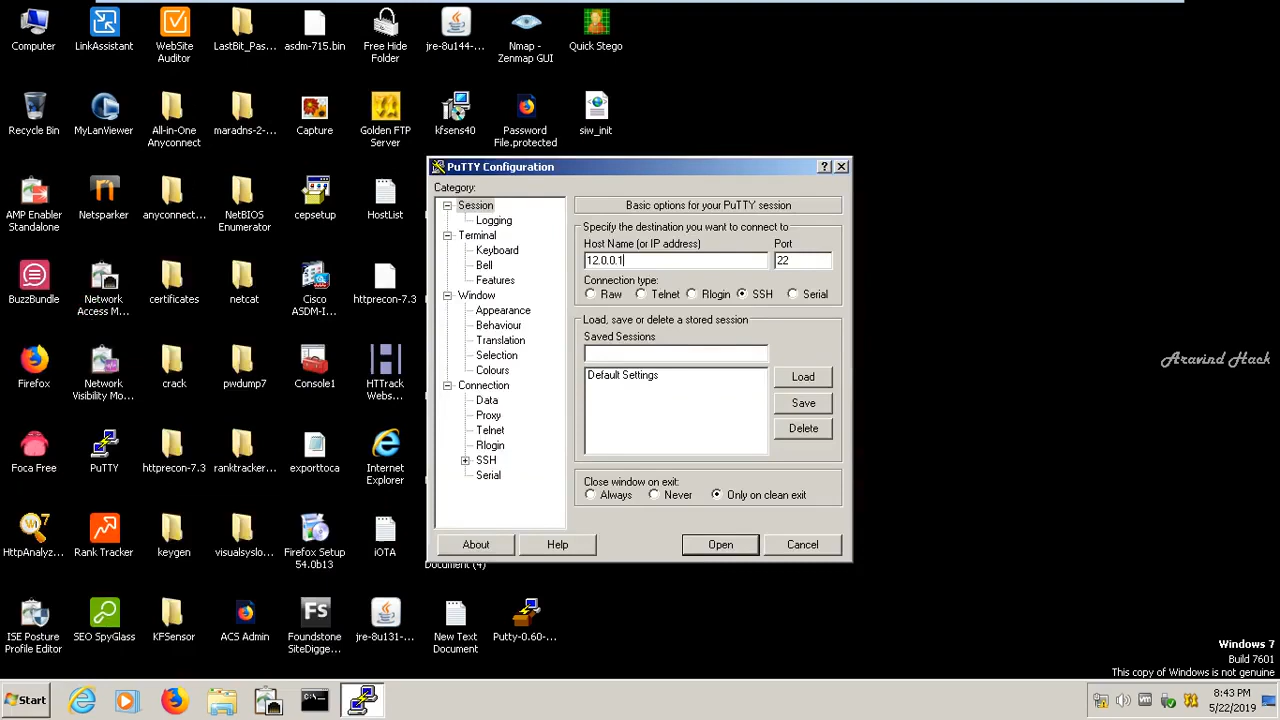 Computer
LinkAssistant
WebSite
Auditor
LastBit_Pas...
asdm-715.bin
Free Hide
Folder
jre-8u144-...
Nmap -
Zenmap GUI
Quick Stego
Recycle Bin
MyLanViewer
All-in-One
Anyconnect
maradns-2-...
Capture
Golden FTP
Server
kfsens40
Password
File.protected
siw_init
AMP Enabler
Standalone
Netsparker
anyconnect...
NetBIOS
Enumerator
cepsetup
HostList
BuzzBundle
Network
Access M...
certificates
netcat
Cisco
ASDM-I...
httprecon-7.3
Firefox
Network
Visibility Mo...
crack
pwdump7
Console1
HTTrack
Webs...
Foca Free
PuTTY
httprecon-7.3
ranktracker...
exporttoca
Internet
Explorer
HttpAnalyz...
Rank Tracker
keygen
visualsyslo...
Firefox Setup
54.0b13
iOTA
Document (4)
ISE Posture
Profile Editor
SEO SpyGlass
KFSensor
ACS Admin
Foundstone
SiteDigge...
jre-8u131-...
New Text
Document
Putty-0.60-...
PuTTY Configuration
Category:
Session
Logging
Terminal
Keyboard
Bell
Features
Window
Appearance
Behaviour
Translation
Selection
Colours
Connection
Data
Proxy
Telnet
Rlogin
SSH
Serial
Basic options for your PuTTY session
Specify the destination you want to connect to
Host Name (or IP address) Port
12.0.0.1 22
Connection type:
Raw Telnet Rlogin SSH Serial
Load, save or delete a stored session
Saved Sessions
Default Settings
Load
Save
Delete
Close window on exit:
Always Never Only on clean exit
About Help Open Cancel
Aravind Hack
Windows 7
Build 7601
This copy of Windows is not genuine
Start
8:43 PM
5/22/2019